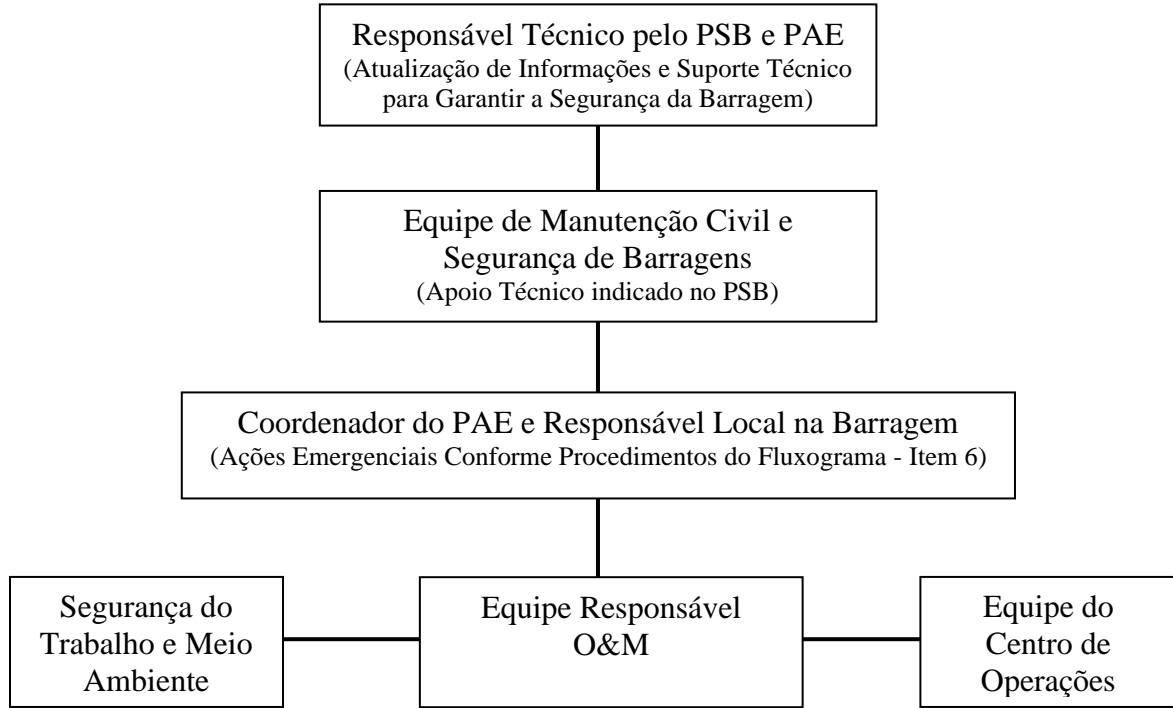 Responsável Técnico pelo PSB e PAE
(Atualização de Informações e Suporte Técnico
para Garantir a Segurança da Barragem)
Equipe de Manutenção Civil e
Segurança de Barragens
(Apoio Técnico indicado no PSB)
Coordenador do PAE e Responsável Local na Barragem
(Ações Emergenciais Conforme Procedimentos do Fluxograma - Item 6)
Segurança do
Trabalho e Meio
Ambiente
Equipe Responsável
O&M
Equipe do
Centro de
Operações